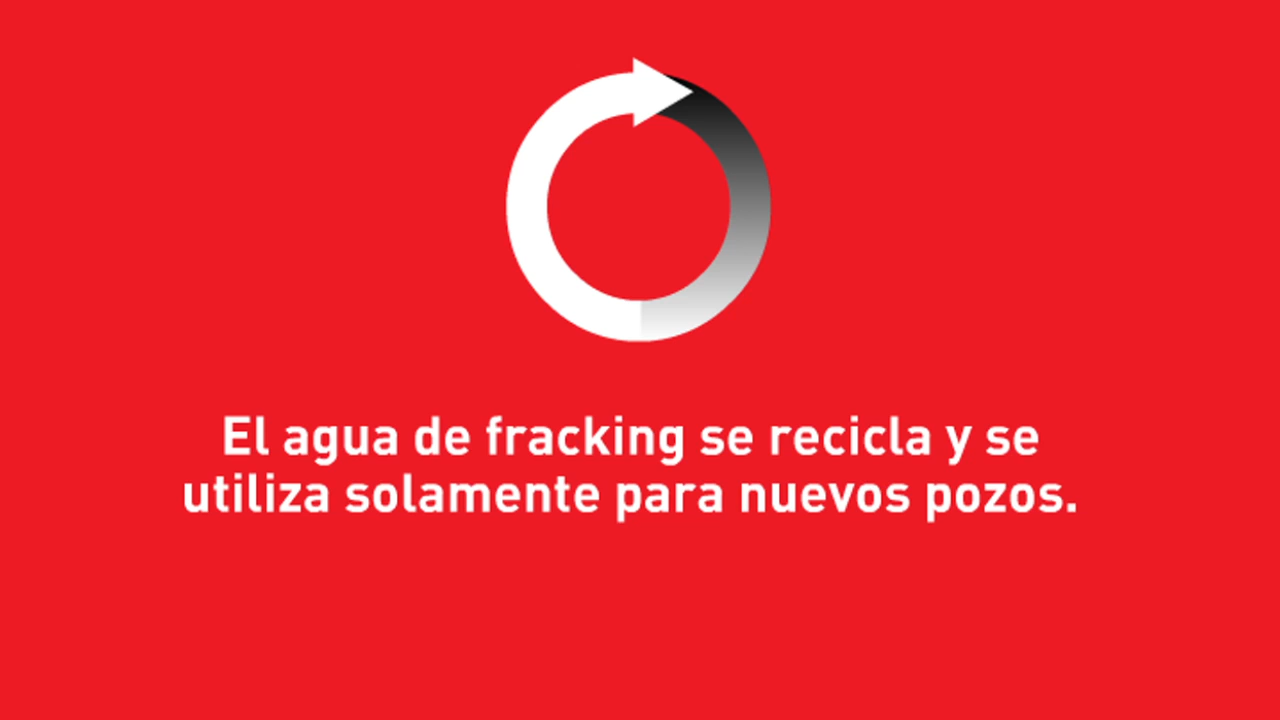 El agua de fracking se recicla y se
utiliza solamente para nuevos pozos.